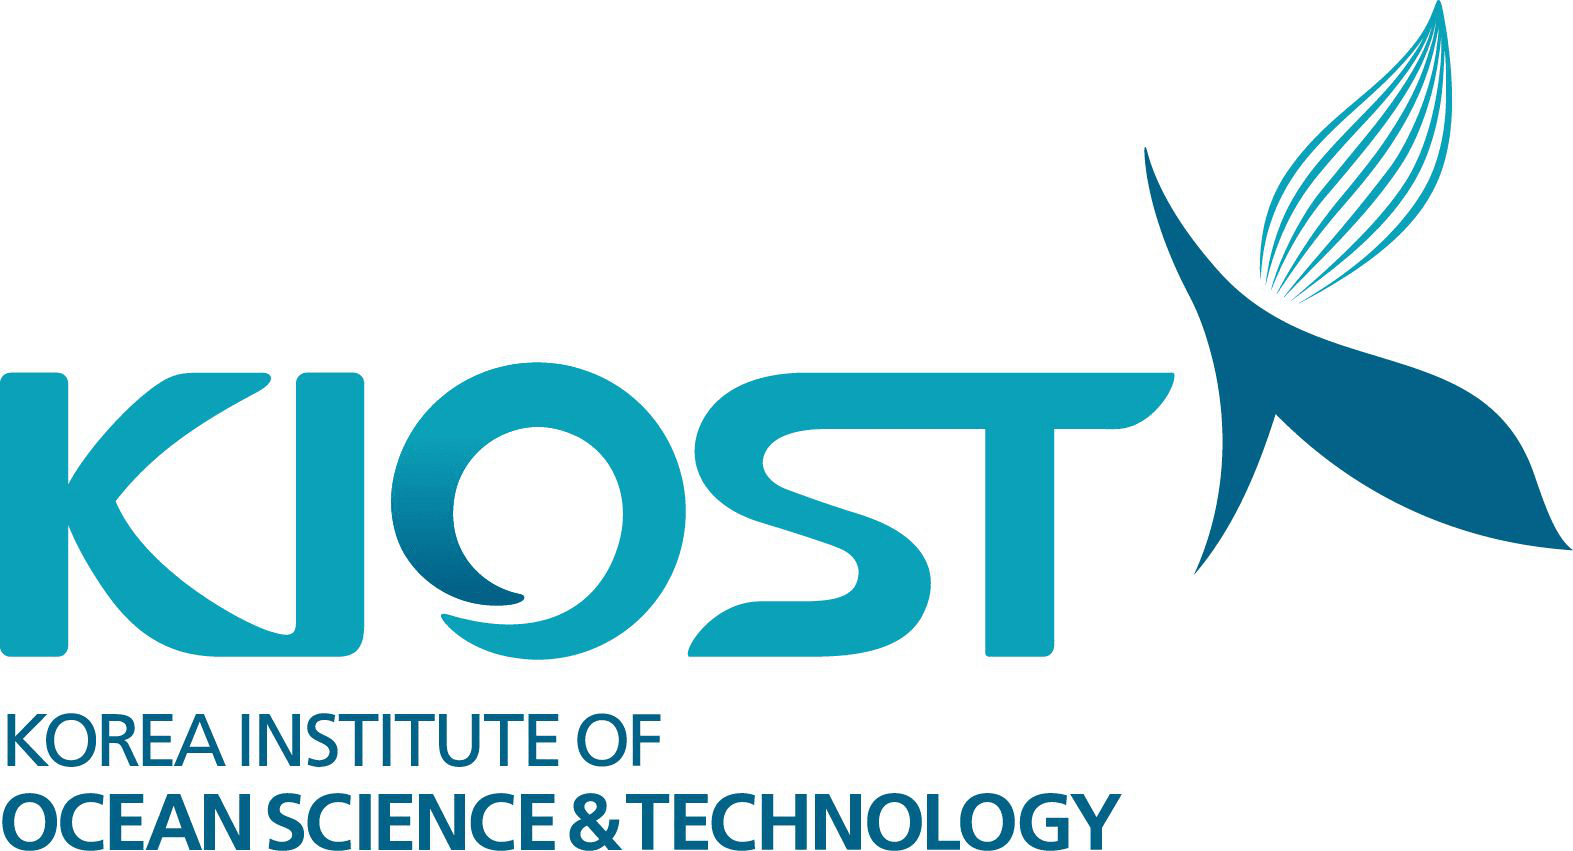 KIOST
KOREA INSTITUTE OF
OCEAN SCIENCE & TECHNOLOGY